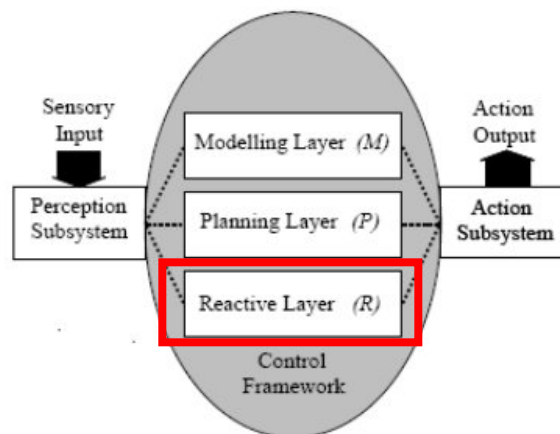 Sensory
Input
Action
Output
Modelling Layer (M)
Perception
Subsystem
Planning Layer (P)
Action
Subsystem
Reactive Layer (R)
Control
Framework